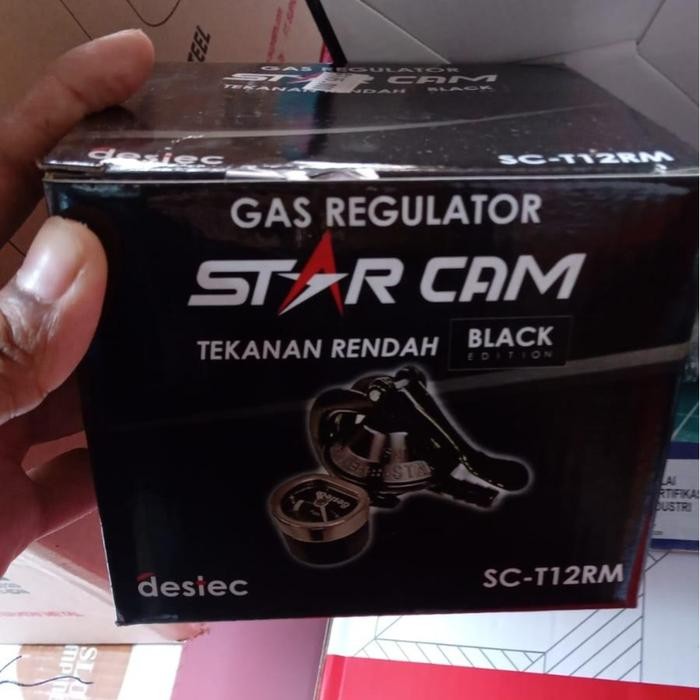 GAS REGULATOR
STAR CAM
TEKANAN RENDAH BLACK
desiec SC-T12RM
GAS REGULATOR
STAR CAM
TEKANAN RENDAH BLACK
EDITION
desiec SC-T12RM
STEEL